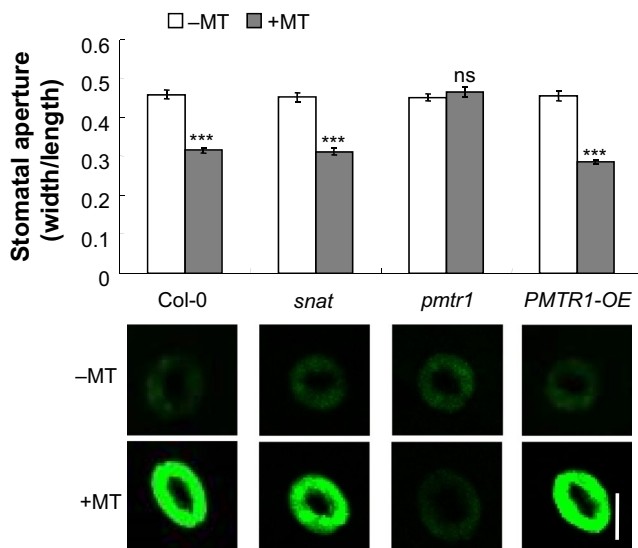 –MT +MT
Stomatal aperture
(width/length)
0.6
0.5
0.4
0.3
0.2
0.1
0
*** *** ns ***
Col-0 snat pmtr1 PMTR1-OE
–MT
+MT